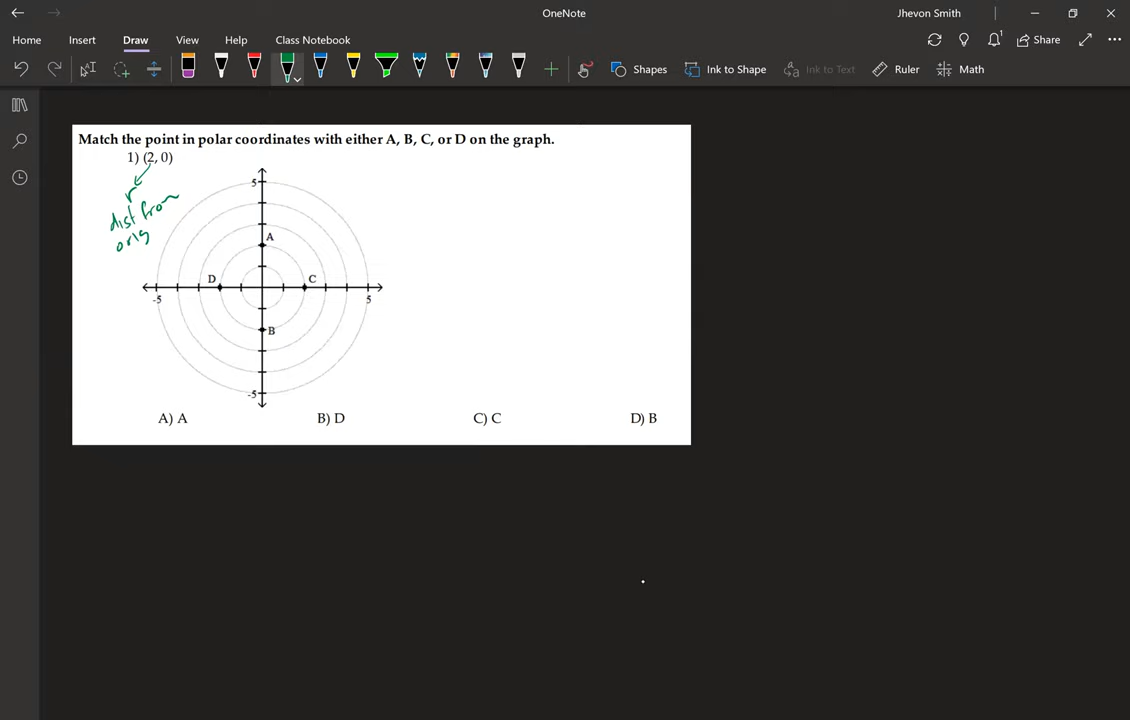 OneNote
Jhevon Smith
Home Insert Draw View Help Class Notebook
1 Share
Shapes Ink to Shape Ink to Text Ruler Math
Match the point in polar coordinates with either A, B, C, or D on the graph.
1) (2, 0)
r
dist from
orig
5
A
D C
-5 5
B
-5
A) A B) D C) C D) B